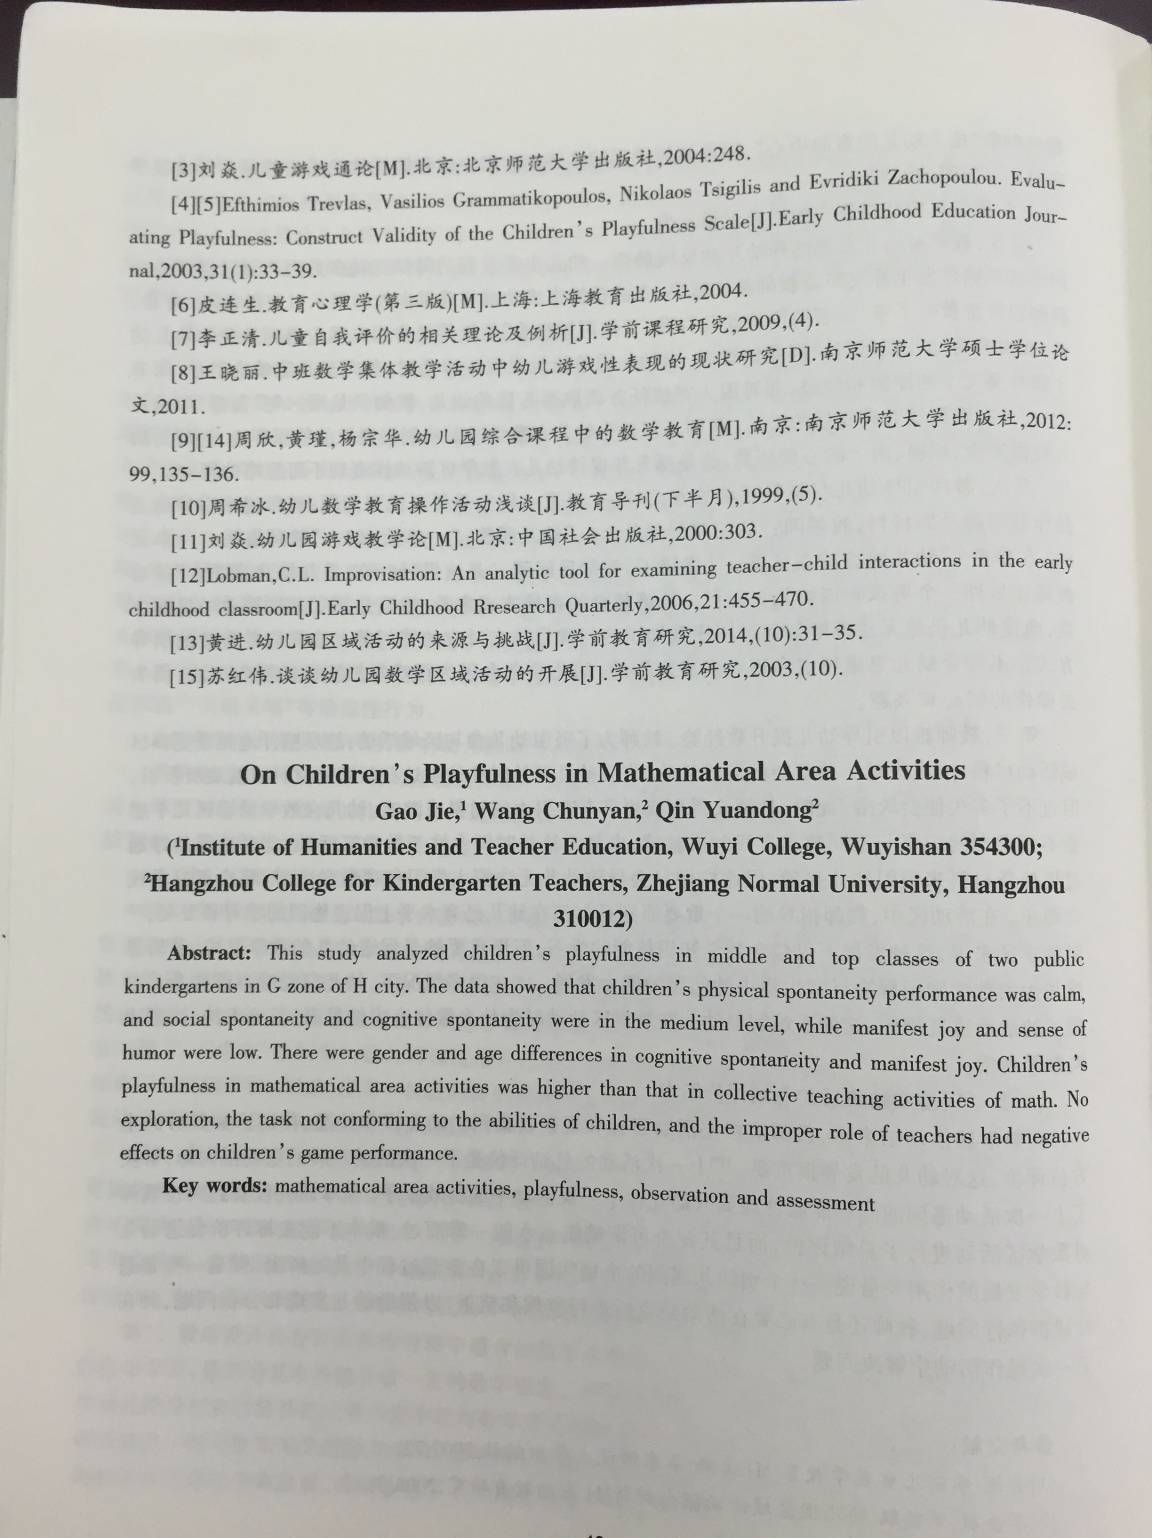 [3]刘焱.儿童游戏通论[M].北京:北京师范大学出版社,2004:248.
[4][5]Efthimios Trevlas, Vasilios Grammatikopoulos, Nikolaos Tsigilis and Evridiki Zachopoulou. Evalu-
ating Playfulness: Construct Validity of the Children's Playfulness Scale[J].Early Childhood Education Jour-
nal,2003,31(1):33-39.
[6]皮连生.教育心理学(第三版)[M].上海:上海教育出版社,2004.
[7]李正清.儿童自我评价的相关理论及例析[J].学前课程研究,2009,(4).
[8]王晓丽.中班数学集体教学活动中幼儿游戏性表现的现状研究[D].南京师范大学硕士学位论
文,2011.
[9][14]周欣,黄瑾,杨宗华.幼儿园综合课程中的数学教育[M].南京:南京师范大学出版社,2012:
99,135-136.
[10]周希冰.幼儿数学教育操作活动浅谈[J].教育导刊(下半月),1999,(5).
[11]刘焱.幼儿园游戏教学论[M].北京:中国社会出版社,2000:303.
[12]Lobman,C.L. Improvisation: An analytic tool for examining teacher-child interactions in the early
childhood classroom[J].Early Childhood Rresearch Quarterly,2006,21:455-470.
[13]黄进.幼儿园区域活动的来源与挑战[J].学前教育研究,2014,(10):31-35.
[15]苏红伟.谈谈幼儿园数学区域活动的开展[J].学前教育研究,2003,(10).
On Children's Playfulness in Mathematical Area Activities
Gao Jie,¹ Wang Chunyan,² Qin Yuandong²
(¹Institute of Humanities and Teacher Education, Wuyi College, Wuyishan 354300;
²Hangzhou College for Kindergarten Teachers, Zhejiang Normal University, Hangzhou
310012)
Abstract: This study analyzed children's playfulness in middle and top classes of two public
kindergartens in G zone of H city. The data showed that children's physical spontaneity performance was calm,
and social spontaneity and cognitive spontaneity were in the medium level, while manifest joy and sense of
humor were low. There were gender and age differences in cognitive spontaneity and manifest joy. Children's
playfulness in mathematical area activities was higher than that in collective teaching activities of math. No
exploration, the task not conforming to the abilities of children, and the improper role of teachers had negative
effects on children's game performance.
Key words: mathematical area activities, playfulness, observation and assessment